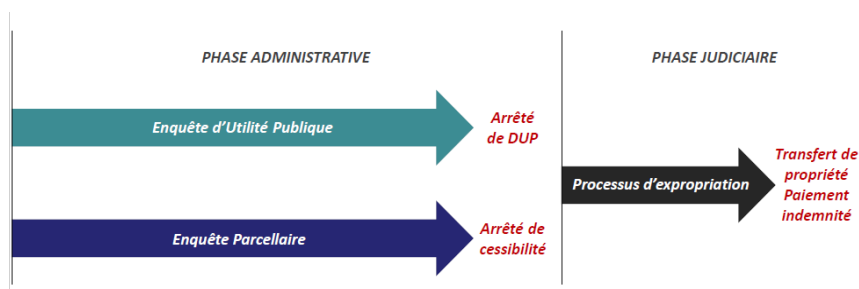 PHASE ADMINISTRATIVE
PHASE JUDICIAIRE
Enquête d'Utilité Publique
Arrêté
de DUP
Processus d'expropriation
Transfert de
propriété
Paiement
indemnité
Enquête Parcellaire
Arrêté de
cessibilité